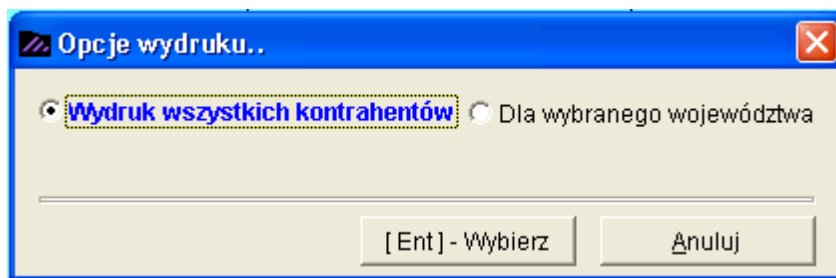 Opcje wydruku..
Wydruk wszystkich kontrahentów Dla wybranego województwa
[ Ent ] - Wybierz Anuluj